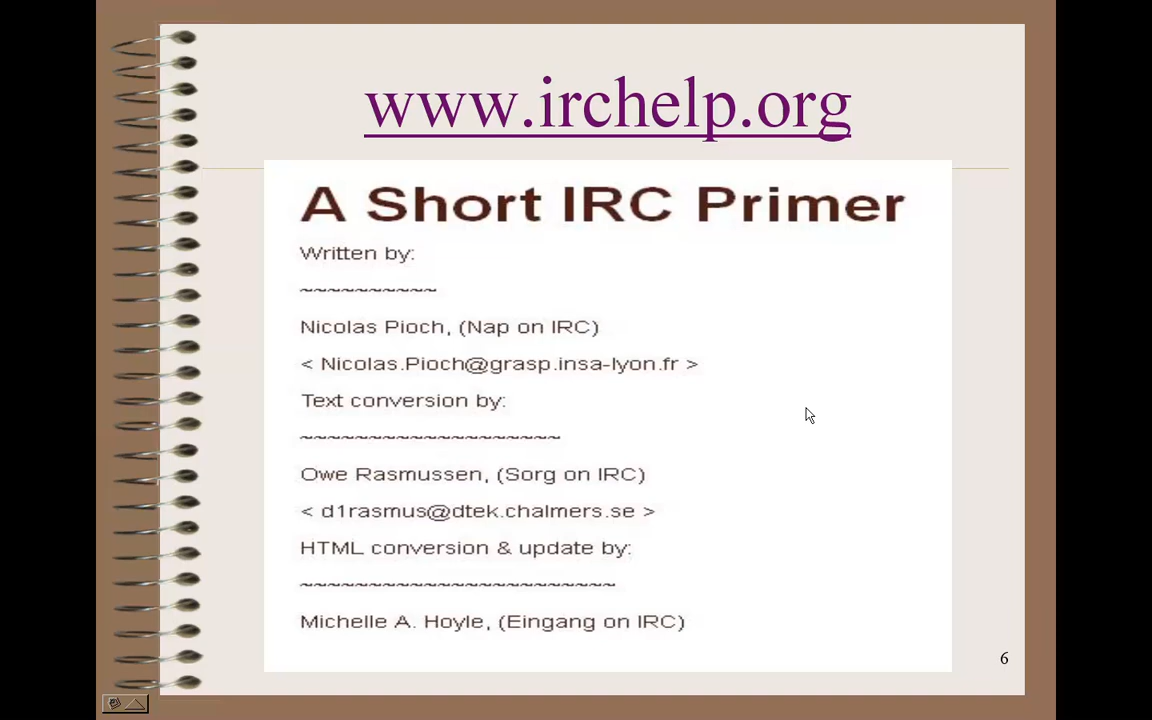 www.irchelp.org
A Short IRC Primer
Written by:
~~~~~~~~~~
Nicolas Pioch, (Nap on IRC)
< Nicolas.Pioch@grasp.insa-lyon.fr >
Text conversion by:
~~~~~~~~~~~~~~~~~~~
Owe Rasmussen, (Sorg on IRC)
< d1rasmus@dtek.chalmers.se >
HTML conversion & update by:
~~~~~~~~~~~~~~~~~~~~~~~
Michelle A. Hoyle, (Eingang on IRC)
6